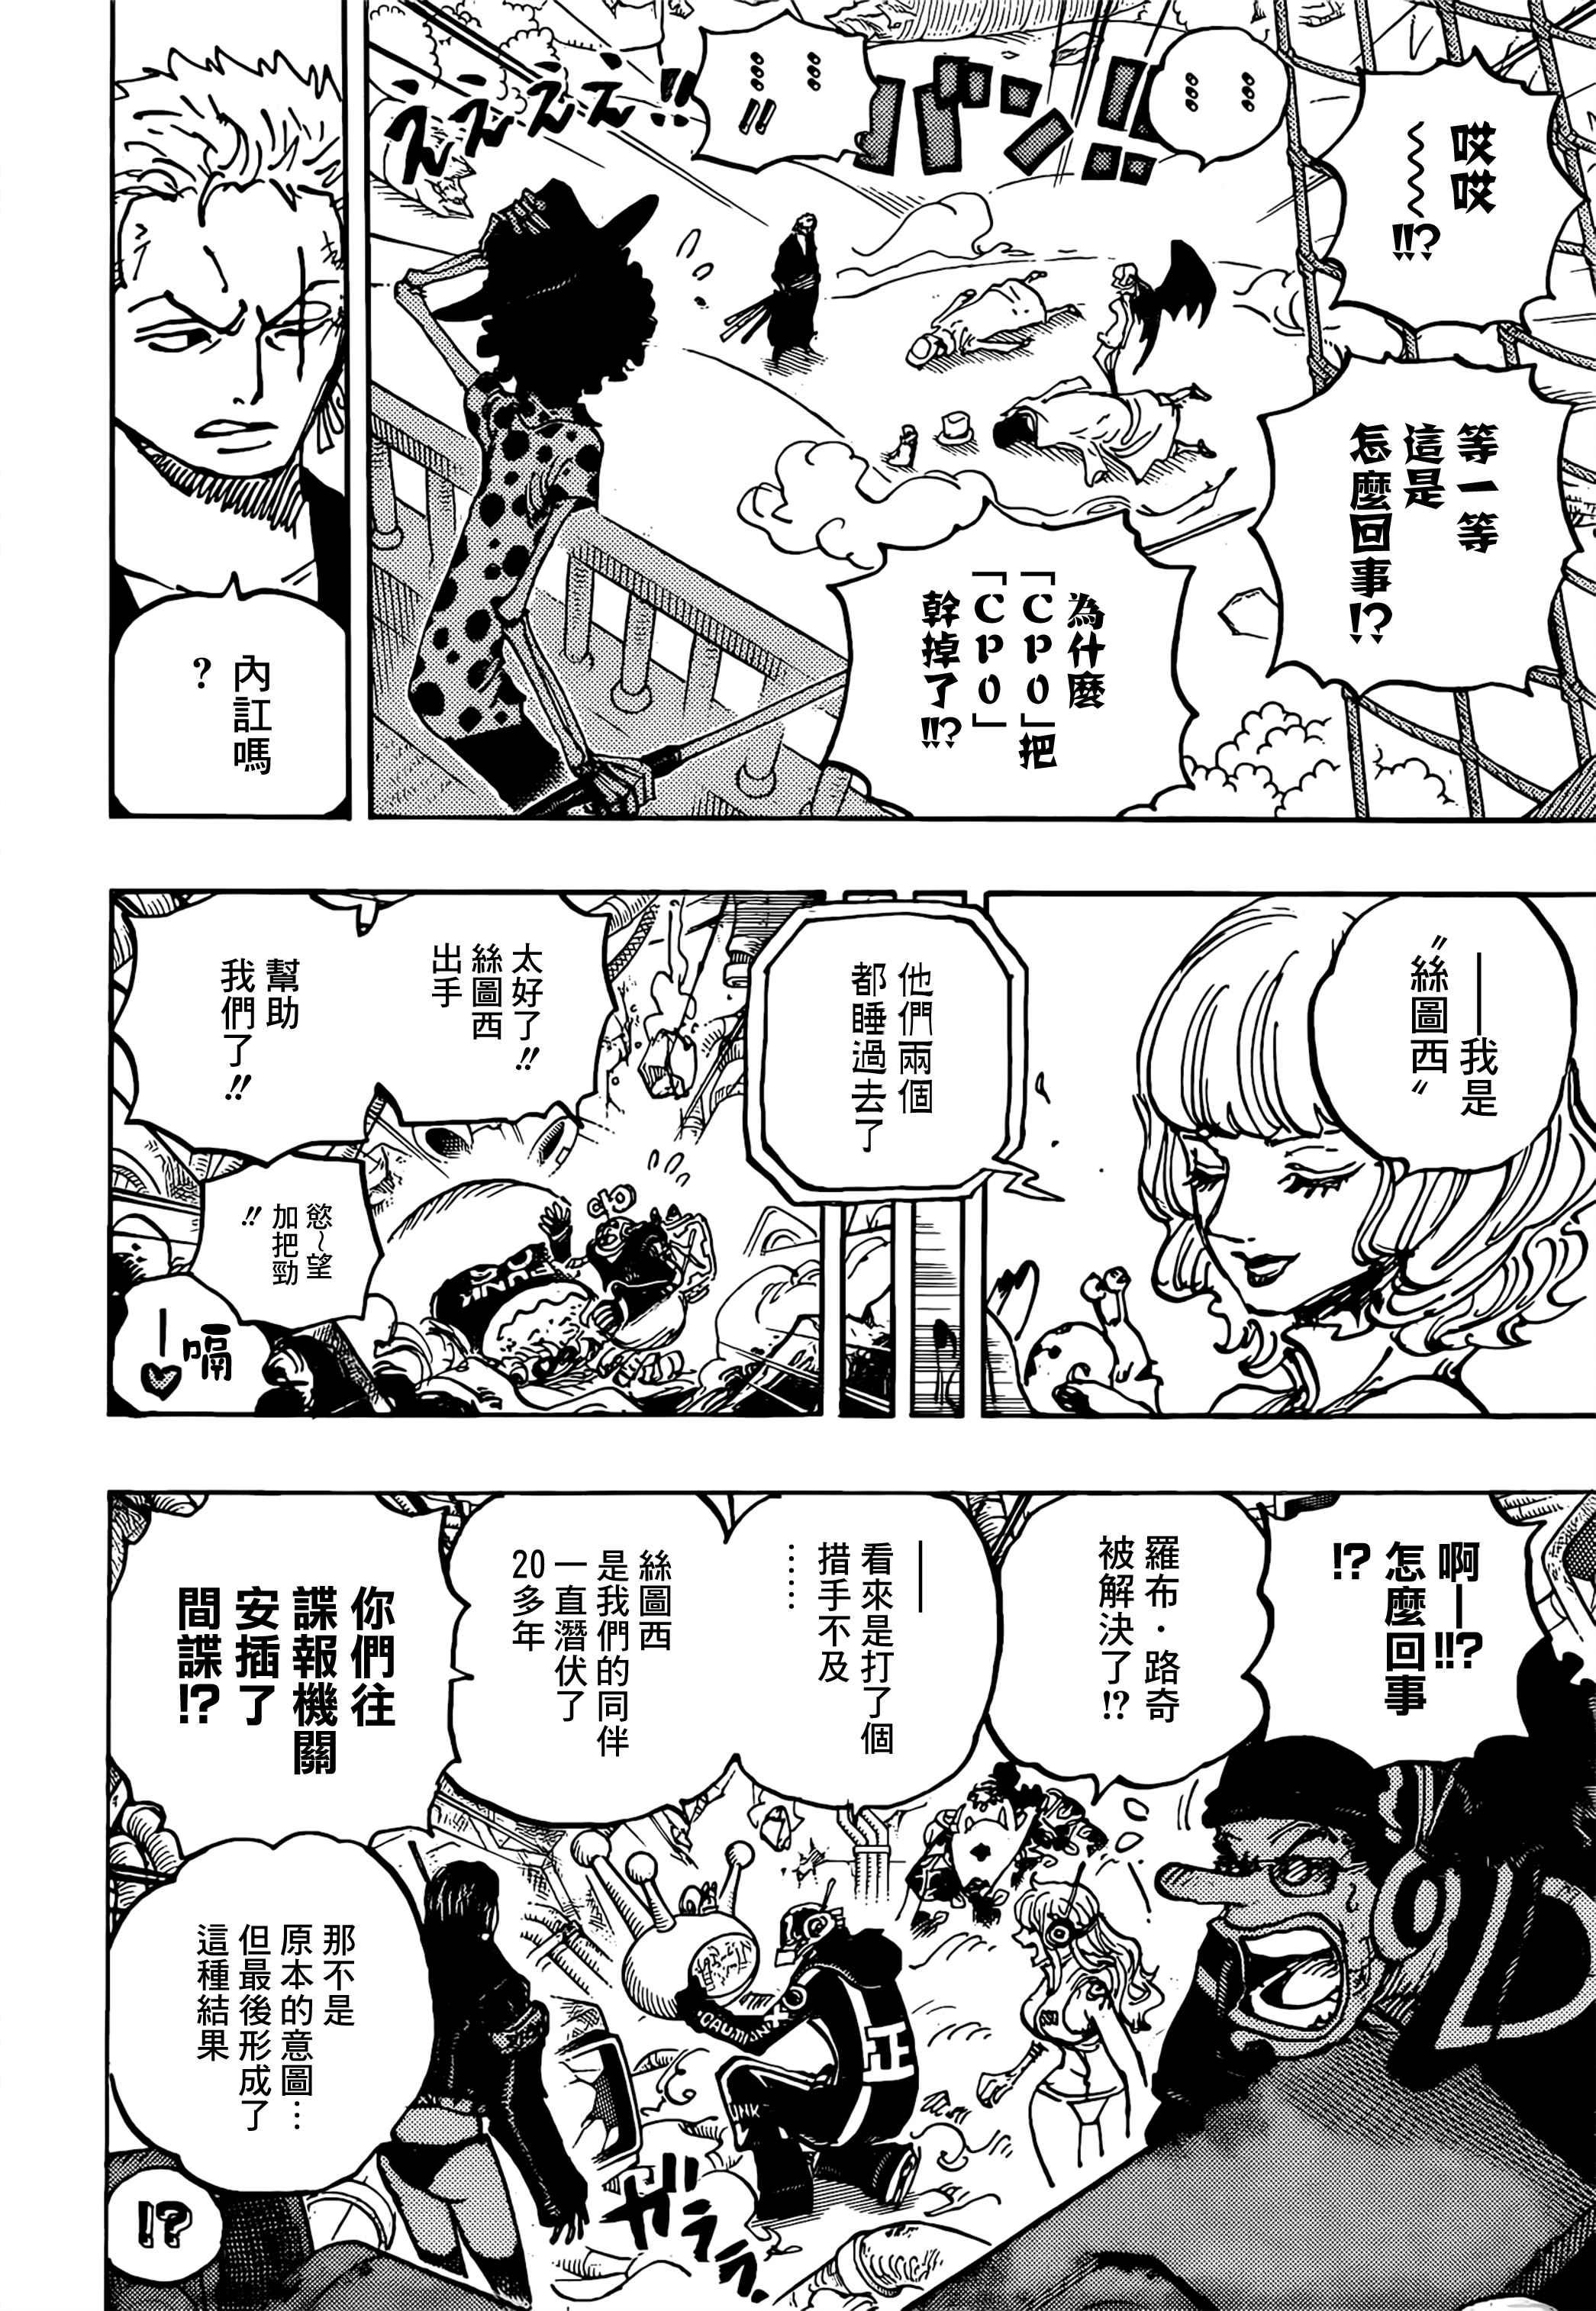 哎哎
～～～!!?
……
バン!!
……!!
ええええ!!
等一等
這是
怎麼回事!?
為什麼
「CP0」把
「CP0」
幹掉了!!?
內訌嗎
?
——我是
〝絲圖西〞
他們兩個
都睡過去了
太好了!!
絲圖西
出手
幫助
我們了!!
慾～望
加把勁
!!
嗝
—♥
啊—!!?
怎麼回事
!?
羅布·路奇
被解決了!?
——
看來是打了個
措手不及
……
絲圖西
是我們的同伴
一直潛伏了
20多年
你們往
諜報機關
安插了
間諜!?
那不是
原本的意圖…
但最後形成了
這種結果
!?
ガラララ
正
CAUTION
PUNK